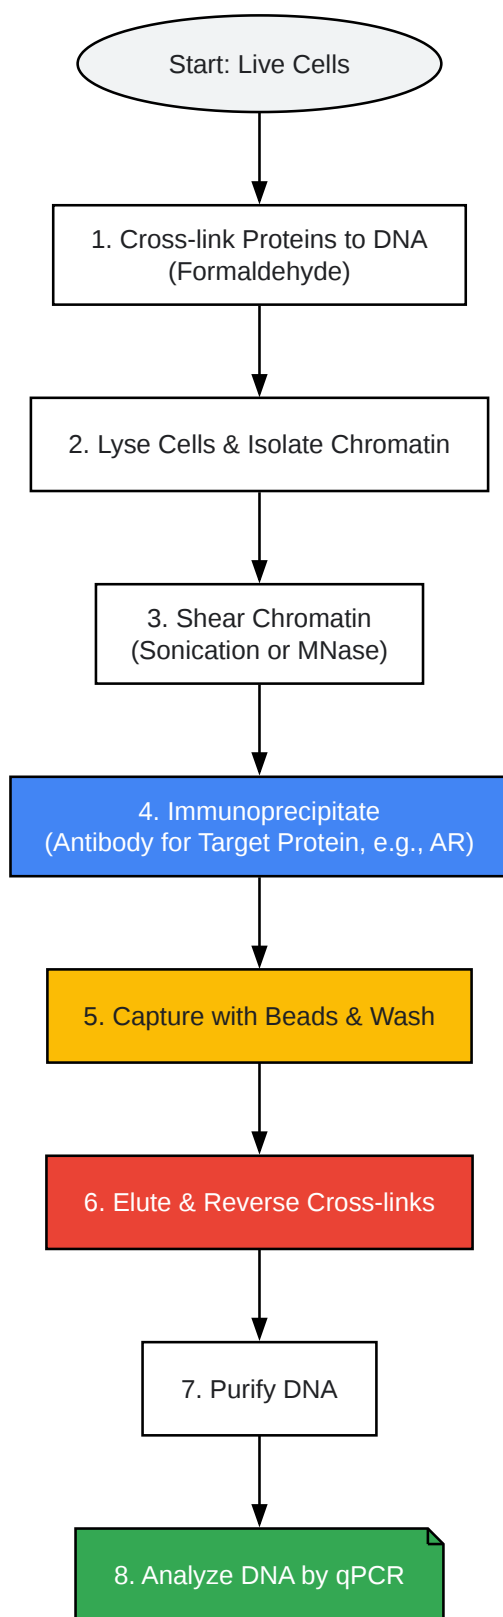 Start: Live Cells
1. Cross-link Proteins to DNA
(Formaldehyde)
2. Lyse Cells & Isolate Chromatin
3. Shear Chromatin
(Sonication or MNase)
4. Immunoprecipitate
(Antibody for Target Protein, e.g., AR)
5. Capture with Beads & Wash
6. Elute & Reverse Cross-links
7. Purify DNA
8. Analyze DNA by qPCR